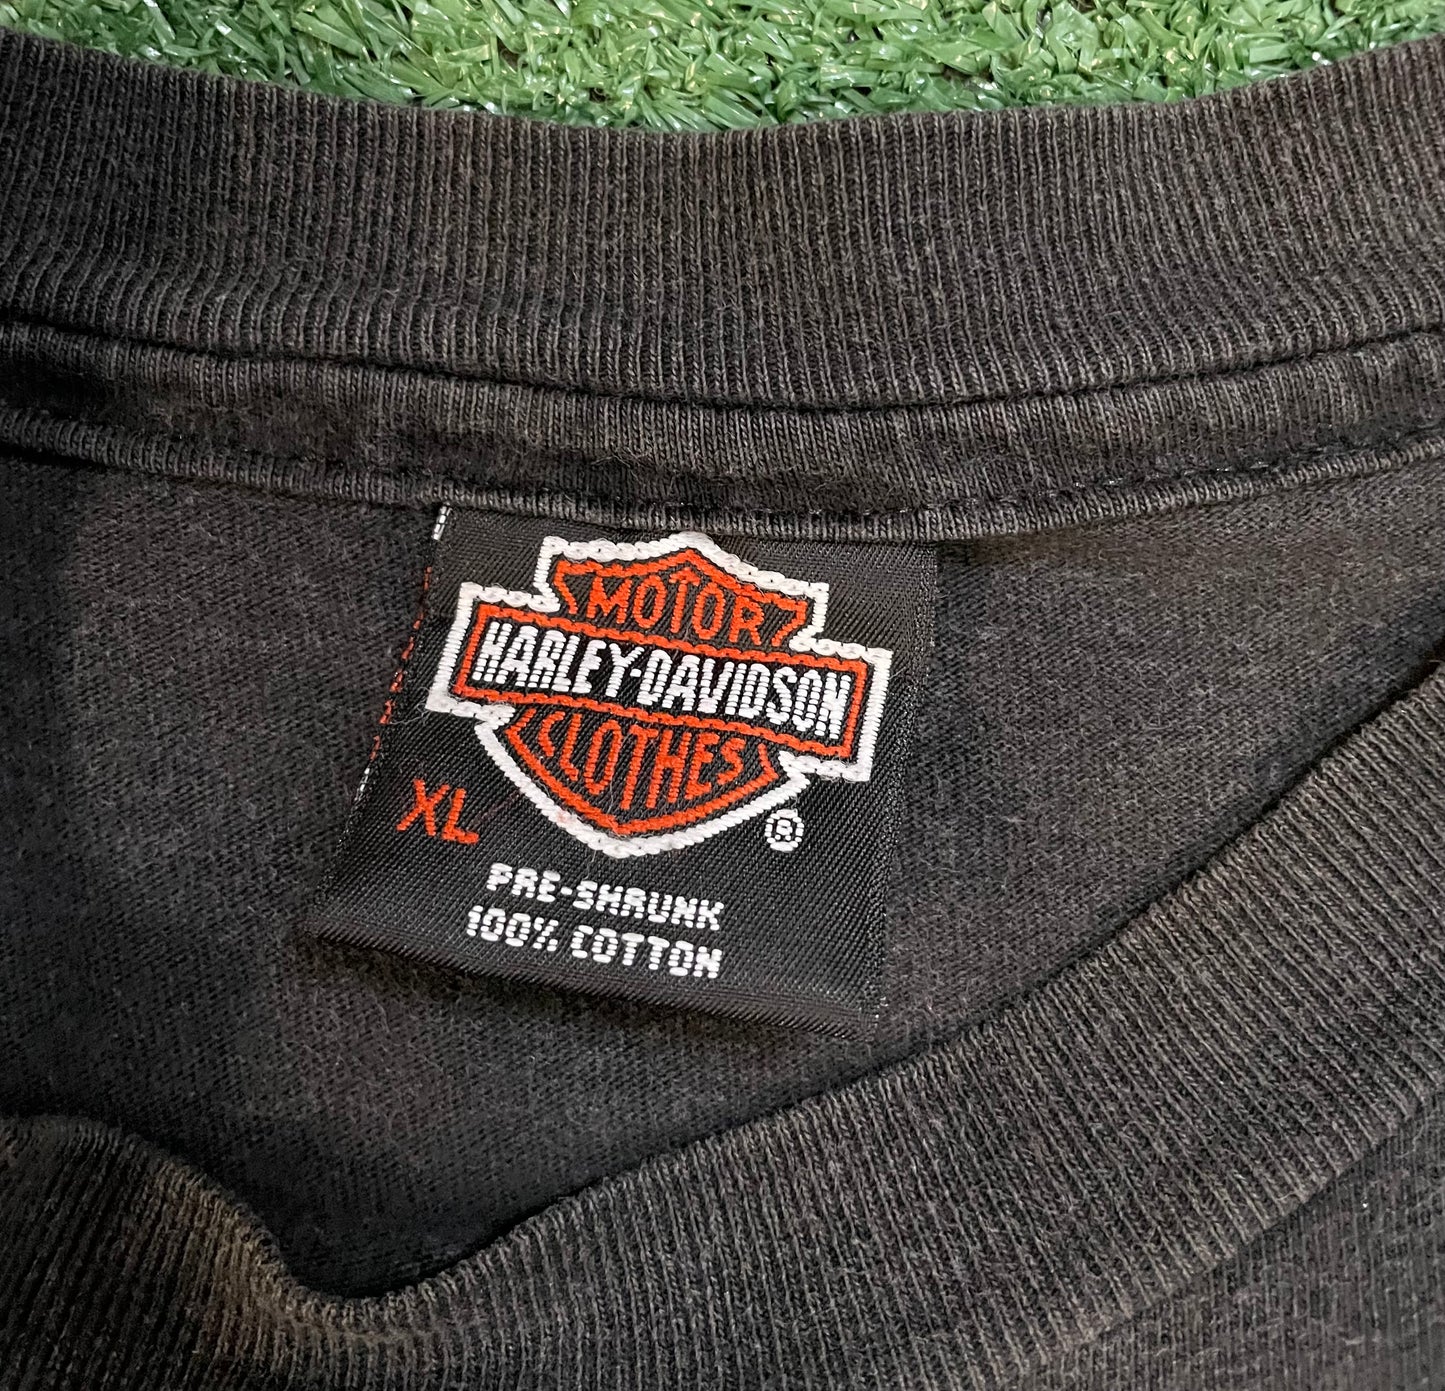 MOTOR
HARLEY-DAVIDSON
CLOTHES
®
XL
PRE-SHRUNK
100% COTTON